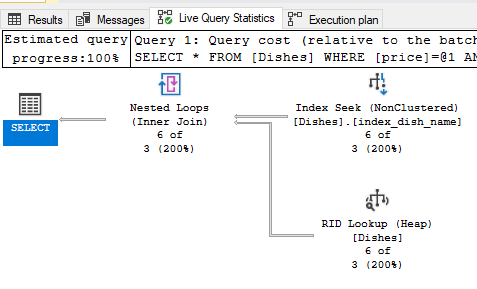 Results Messages Live Query Statistics Execution plan
Estimated query progress:100%
Query 1: Query cost (relative to the batch
SELECT * FROM [Dishes] WHERE [price]=@1 AN
SELECT
Nested Loops
(Inner Join)
6 of
3 (200%)
Index Seek (NonClustered)
[Dishes].[index_dish_name]
6 of
3 (200%)
RID Lookup (Heap)
[Dishes]
6 of
3 (200%)